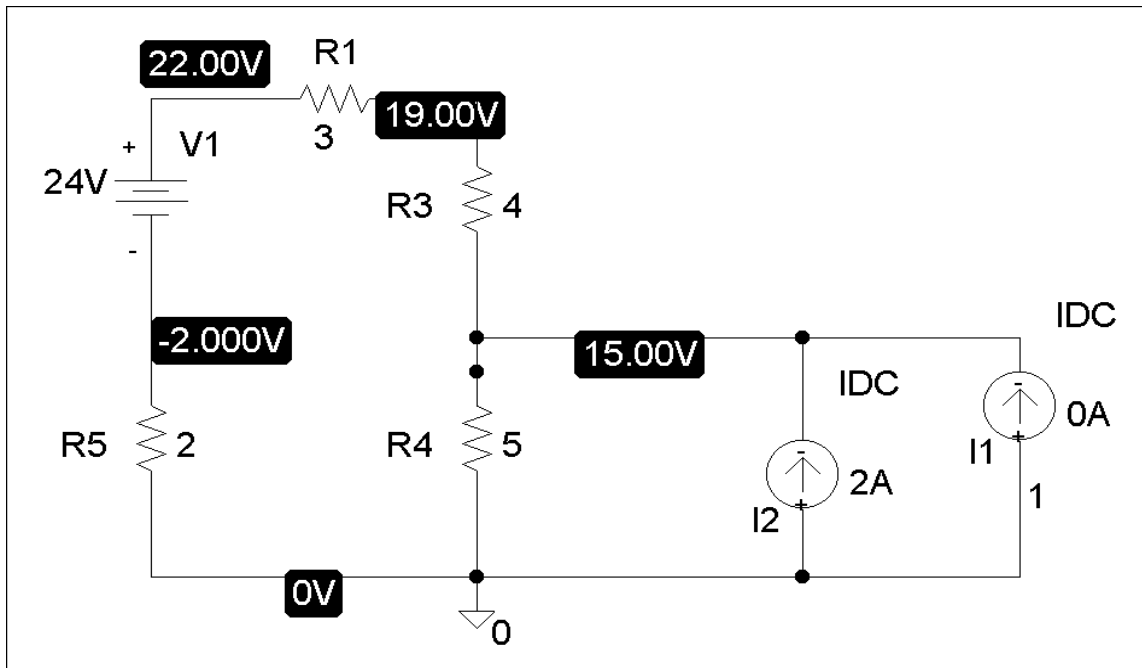 22.00V
R1
19.00V
3
+
V1
24V
-
R3
4
-2.000V
15.00V
IDC
IDC
-
0A
+
I1
R5
2
R4
5
-
2A
+
I2
1
0V
0